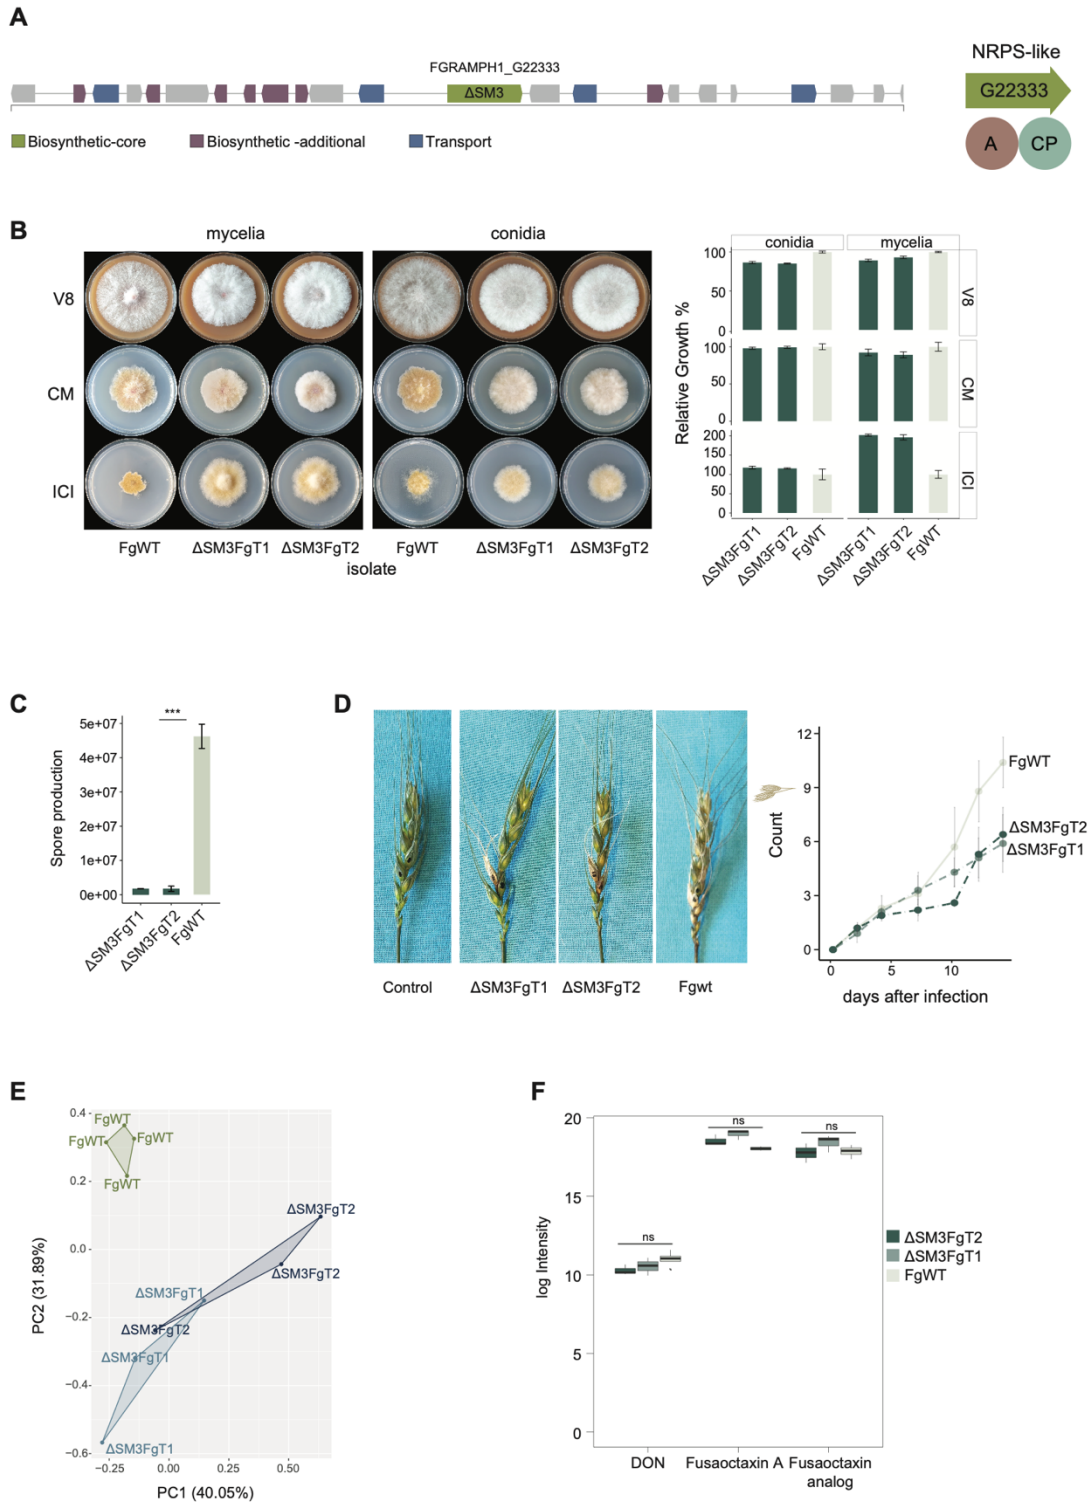 A
FGRAMPH1_G22333
ΔSM3
NRPS-like
G22333
A CP
Biosynthetic-core Biosynthetic -additional Transport
B
mycelia conidia
V8
CM
ICI
FgWT ΔSM3FgT1 ΔSM3FgT2 FgWT ΔSM3FgT1 ΔSM3FgT2
isolate
conidia mycelia
Relative Growth %
100
50
0
V8
100
50
0
CM
200
150
100
50
0
ICI
ΔSM3FgT1 ΔSM3FgT2 FgWT ΔSM3FgT1 ΔSM3FgT2 FgWT
C
Spore production
5e+07
4e+07
3e+07
2e+07
1e+07
0e+00
***
ΔSM3FgT1 ΔSM3FgT2 FgWT
D
Control ΔSM3FgT1 ΔSM3FgT2 Fgwt
Count
12
9
6
3
0
FgWT
ΔSM3FgT2
ΔSM3FgT1
0 5 10
days after infection
E
PC2 (31.89%)
0.4
0.2
0.0
−0.2
−0.4
−0.6
FgWT
FgWT FgWT
FgWT
ΔSM3FgT2
ΔSM3FgT2
ΔSM3FgT1
ΔSM3FgT2
ΔSM3FgT1
ΔSM3FgT1
−0.25 0.00 0.25 0.50
PC1 (40.05%)
F
log Intensity
20
15
10
5
0
ns
ns
ns
DON Fusaoctaxin A Fusaoctaxin
analog
ΔSM3FgT2
ΔSM3FgT1
FgWT